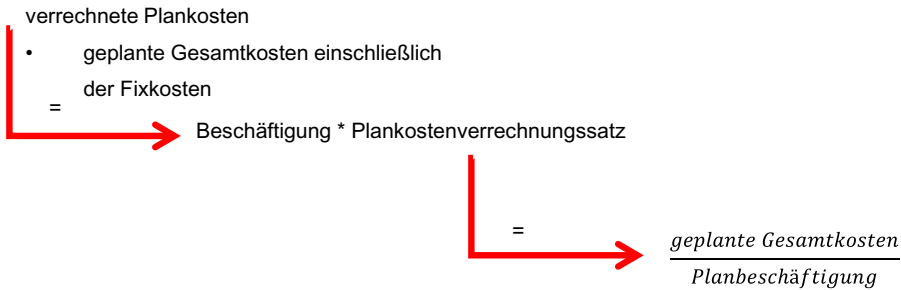 verrechnete Plankosten
• geplante Gesamtkosten einschließlich
der Fixkosten
=
Beschäftigung * Plankostenverrechnungssatz
=
geplante Gesamtkosten
Planbeschäftigung